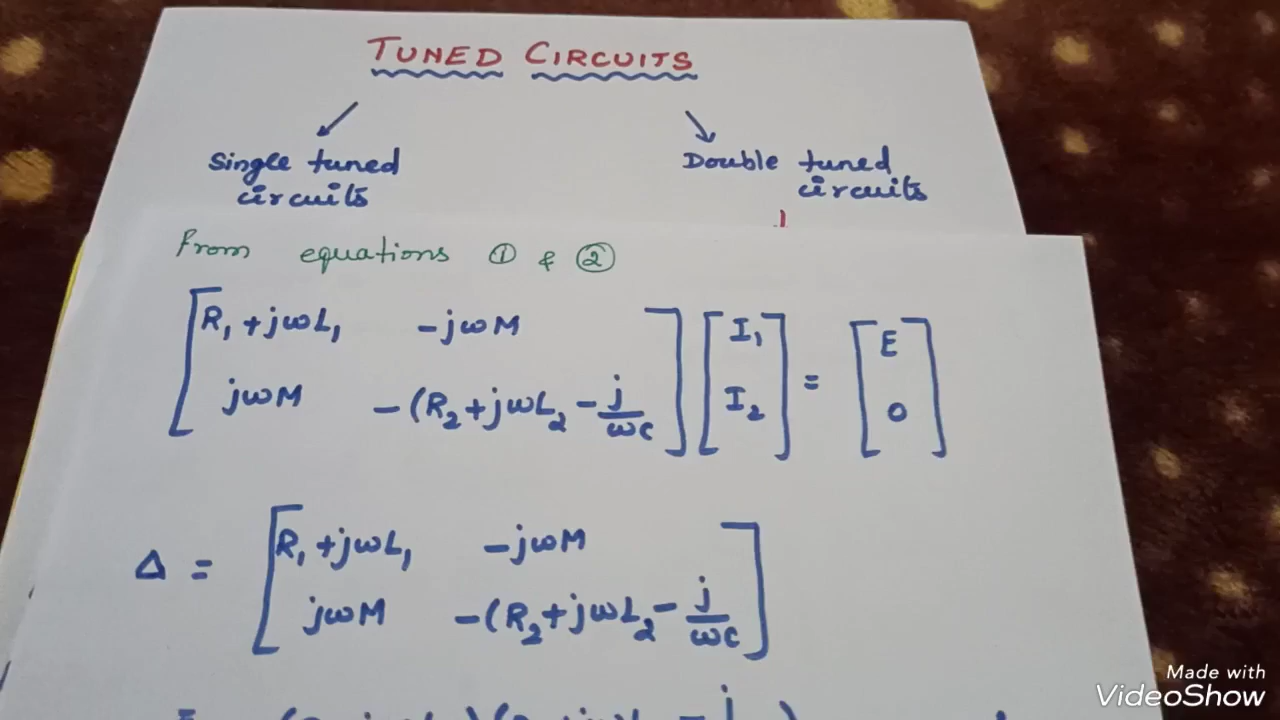 TUNED CIRCUITS
Single tuned
circuits
Double tuned
circuits
From equations ① & ②
[R₁ + jωL₁ -jωM
jωM -(R₂ + jωL₂ - j/ωC] [I₁ I₂] = [E 0]
Δ = [R₁ + jωL₁ -jωM
jωM -(R₂ + jωL₂ - j/ωC]
Made with
VideoShow